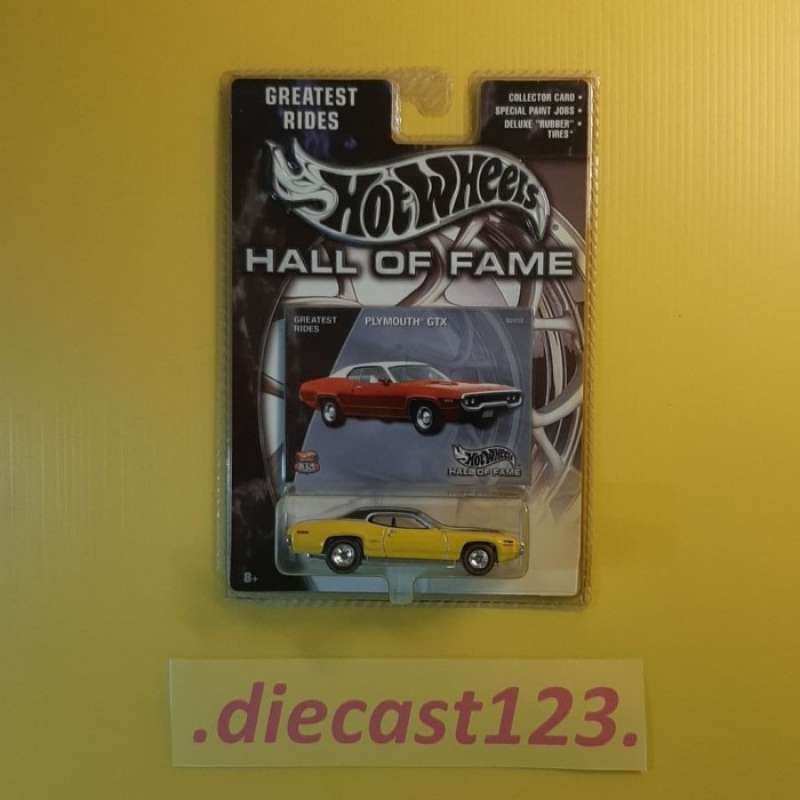 GREATEST
RIDES
COLLECTOR CARD •
SPECIAL PAINT JOBS •
DELUXE "RUBBER" •
TIRES*
HOT WHEELS
HALL OF FAME
GREATEST
RIDES
PLYMOUTH® GTX
HOT WHEELS
HALL OF FAME
8+
.diecast123.